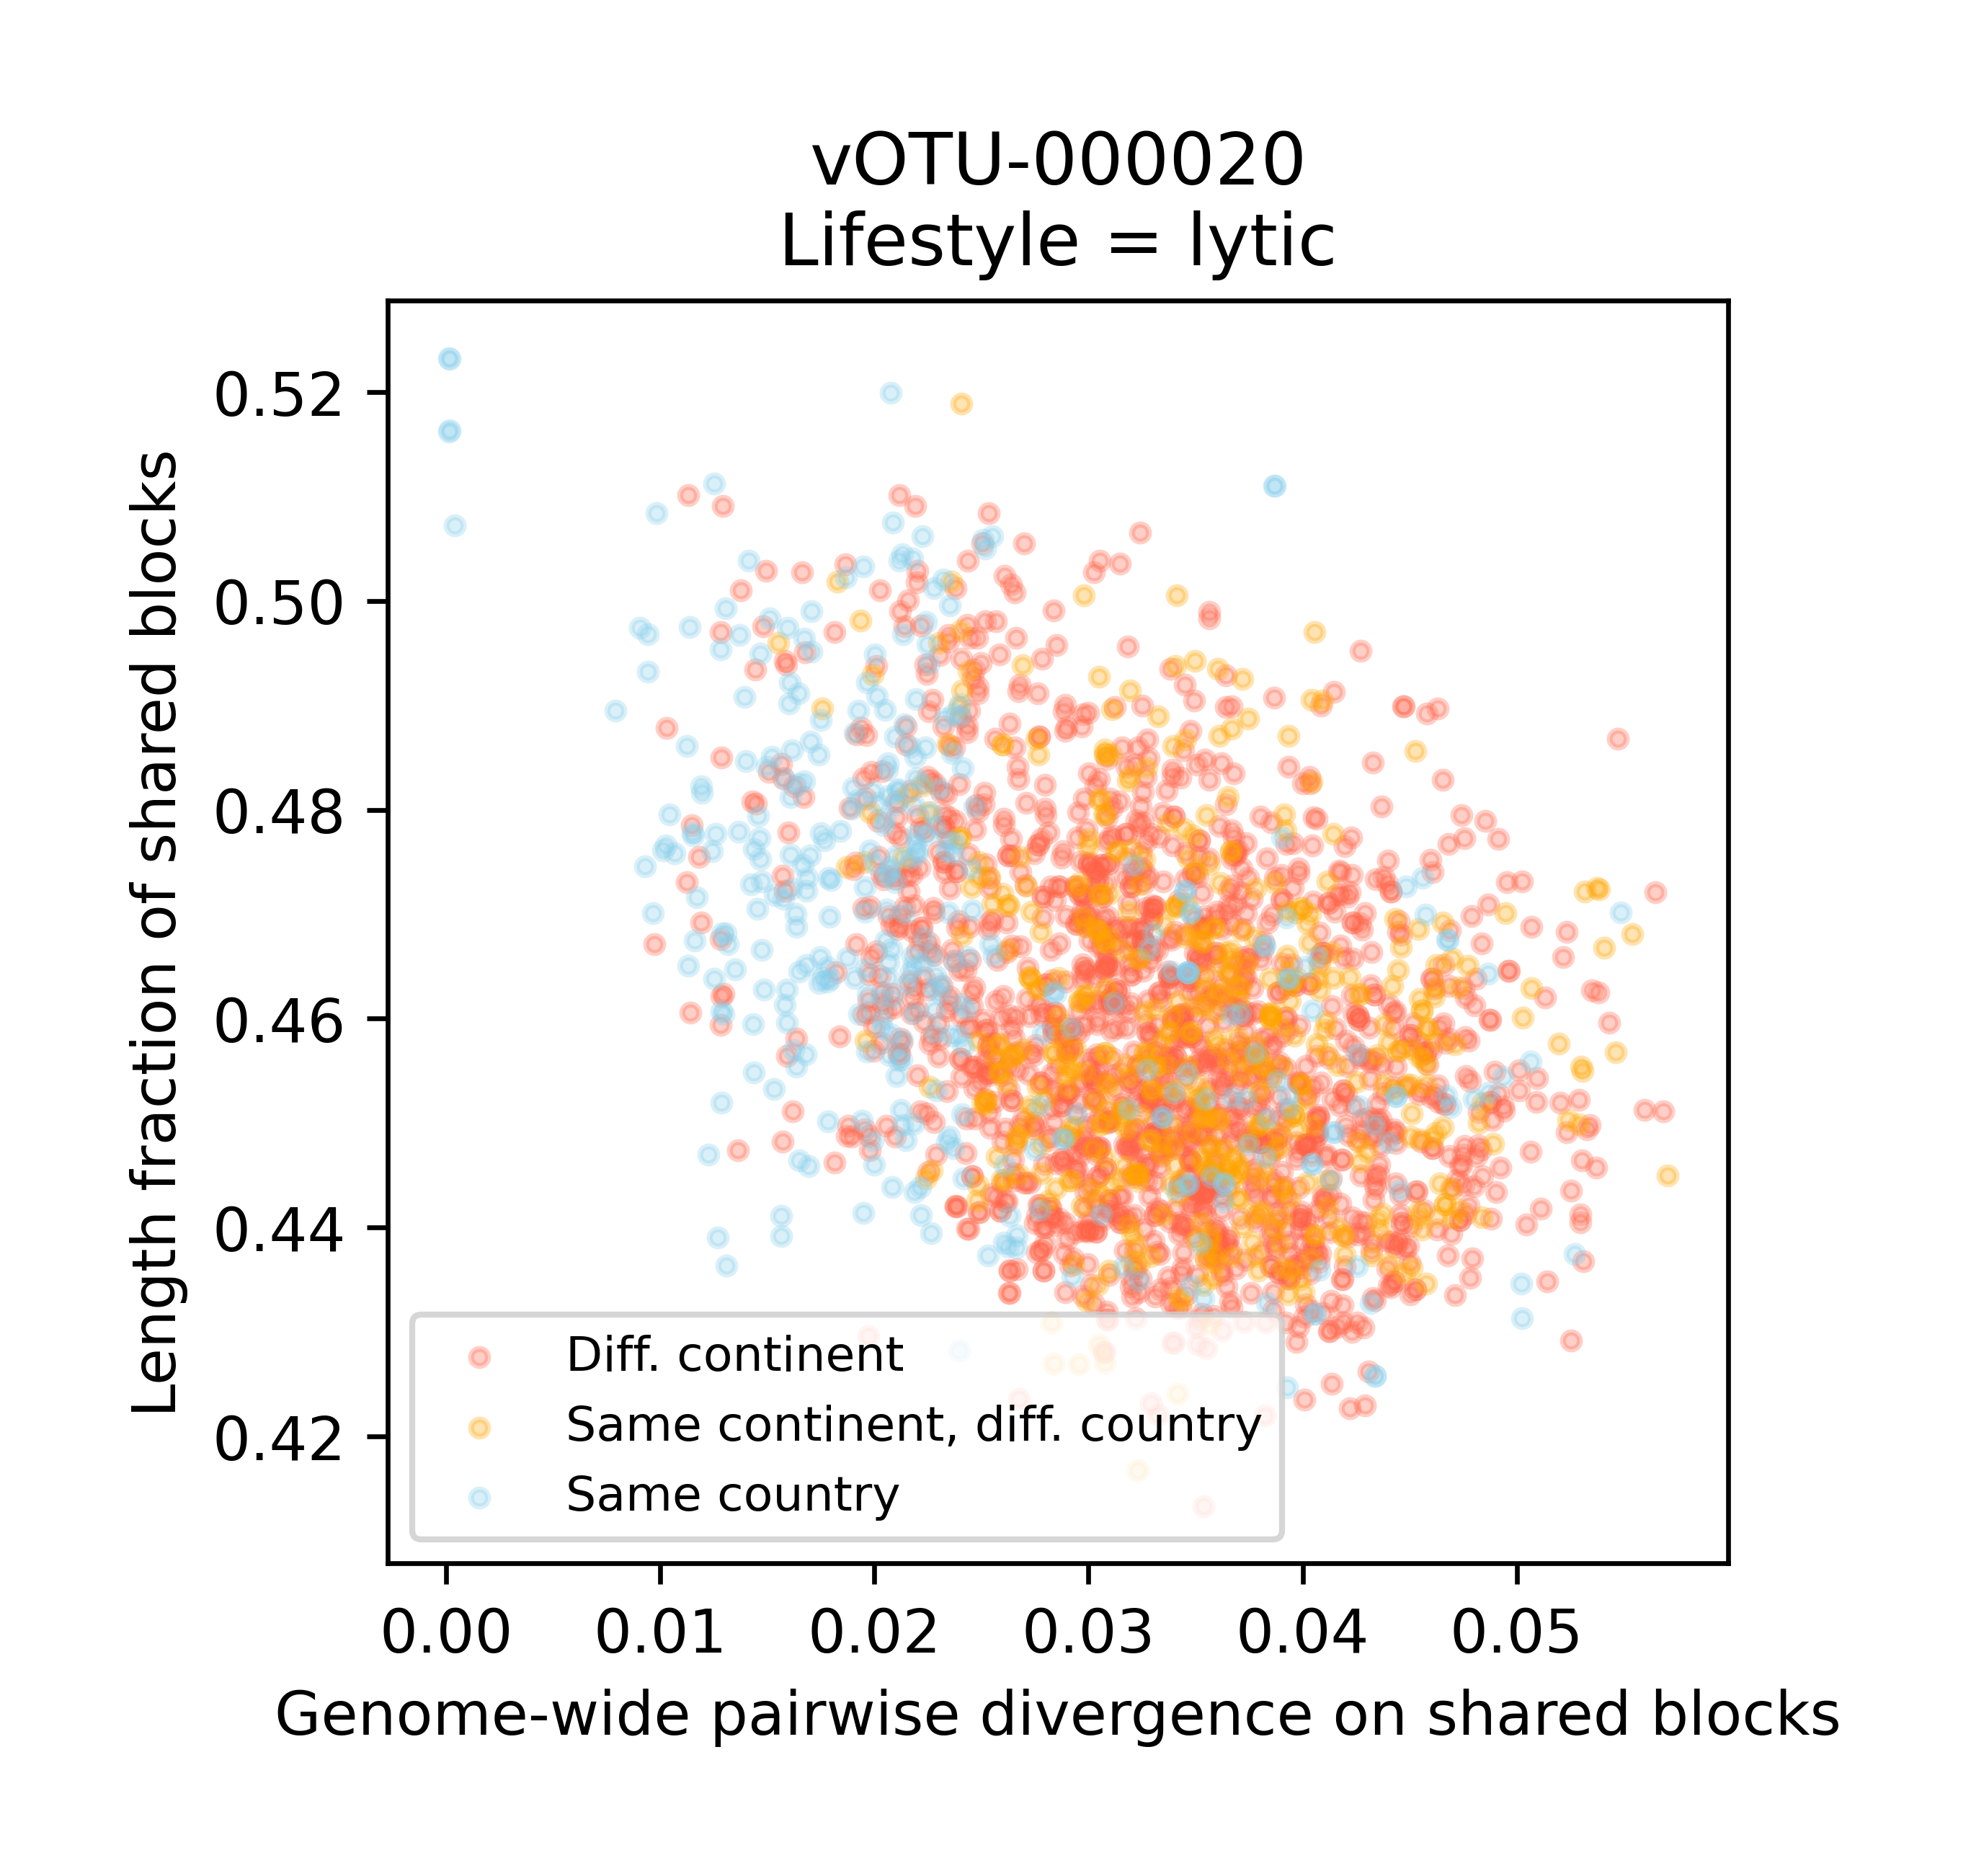 vOTU-000020
Lifestyle = lytic
Length fraction of shared blocks
0.52
0.50
0.48
0.46
0.44
0.42
Diff. continent
Same continent, diff. country
Same country
0.00 0.01 0.02 0.03 0.04 0.05
Genome-wide pairwise divergence on shared blocks